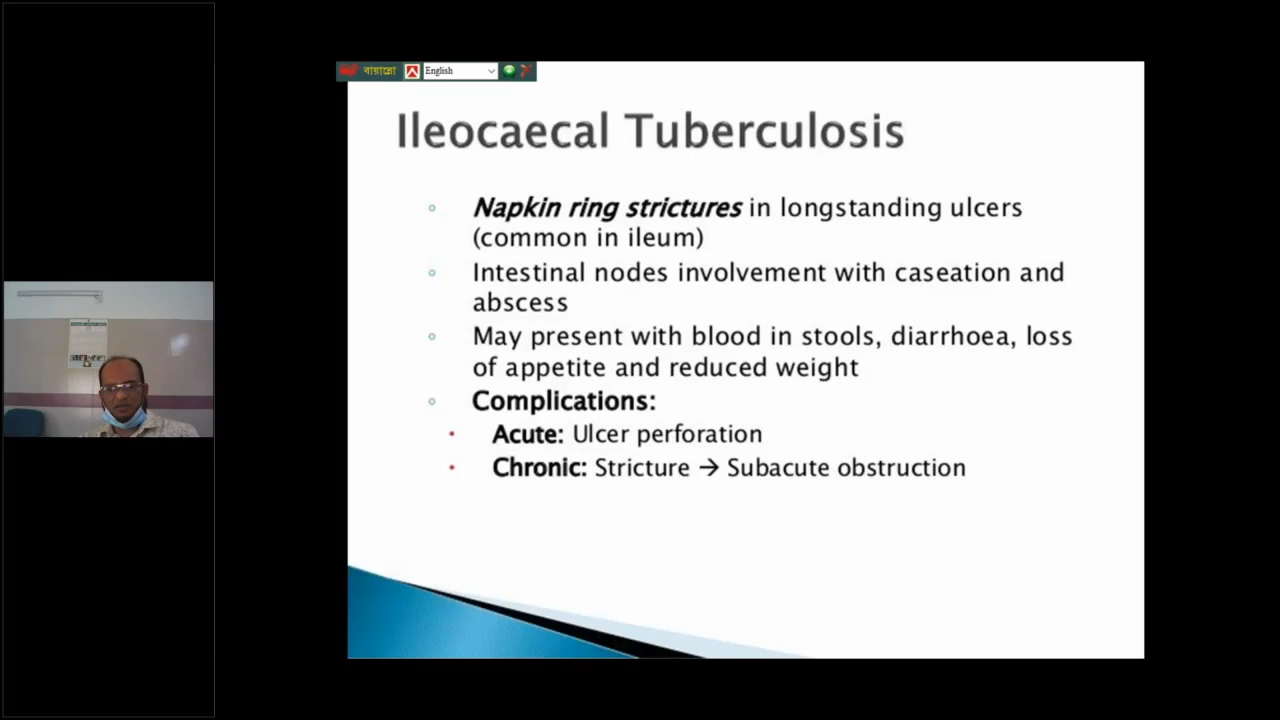 বায়ান্নো English
Ileocaecal Tuberculosis
Napkin ring strictures in longstanding ulcers
(common in ileum)
Intestinal nodes involvement with caseation and
abscess
May present with blood in stools, diarrhoea, loss
of appetite and reduced weight
Complications:
Acute: Ulcer perforation
Chronic: Stricture → Subacute obstruction